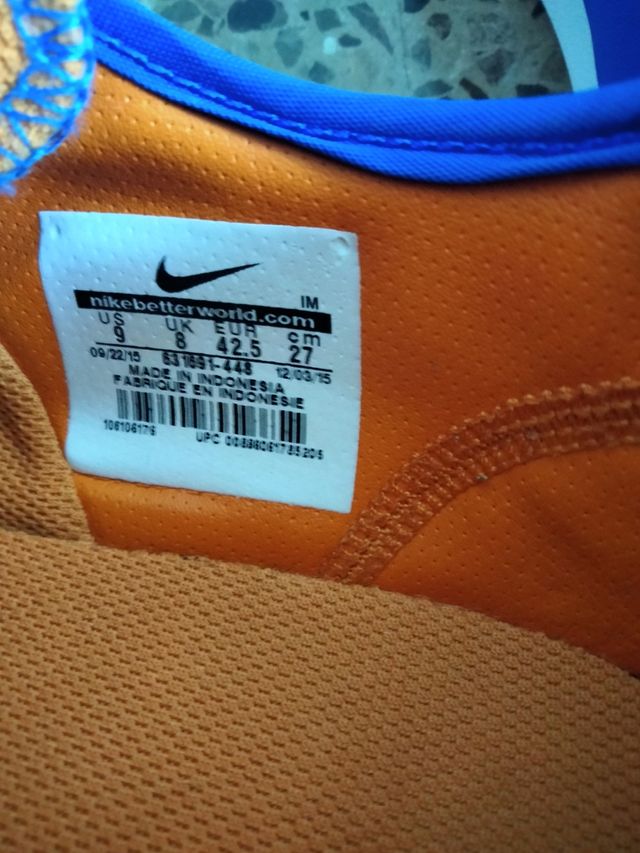 IM
nikebetterworld.com
US UK EUR cm
9 8 42.5 27
09/22/15 631691-448 12/03/15
MADE IN INDONESIA
FABRIQUE EN INDONESIE
UPC